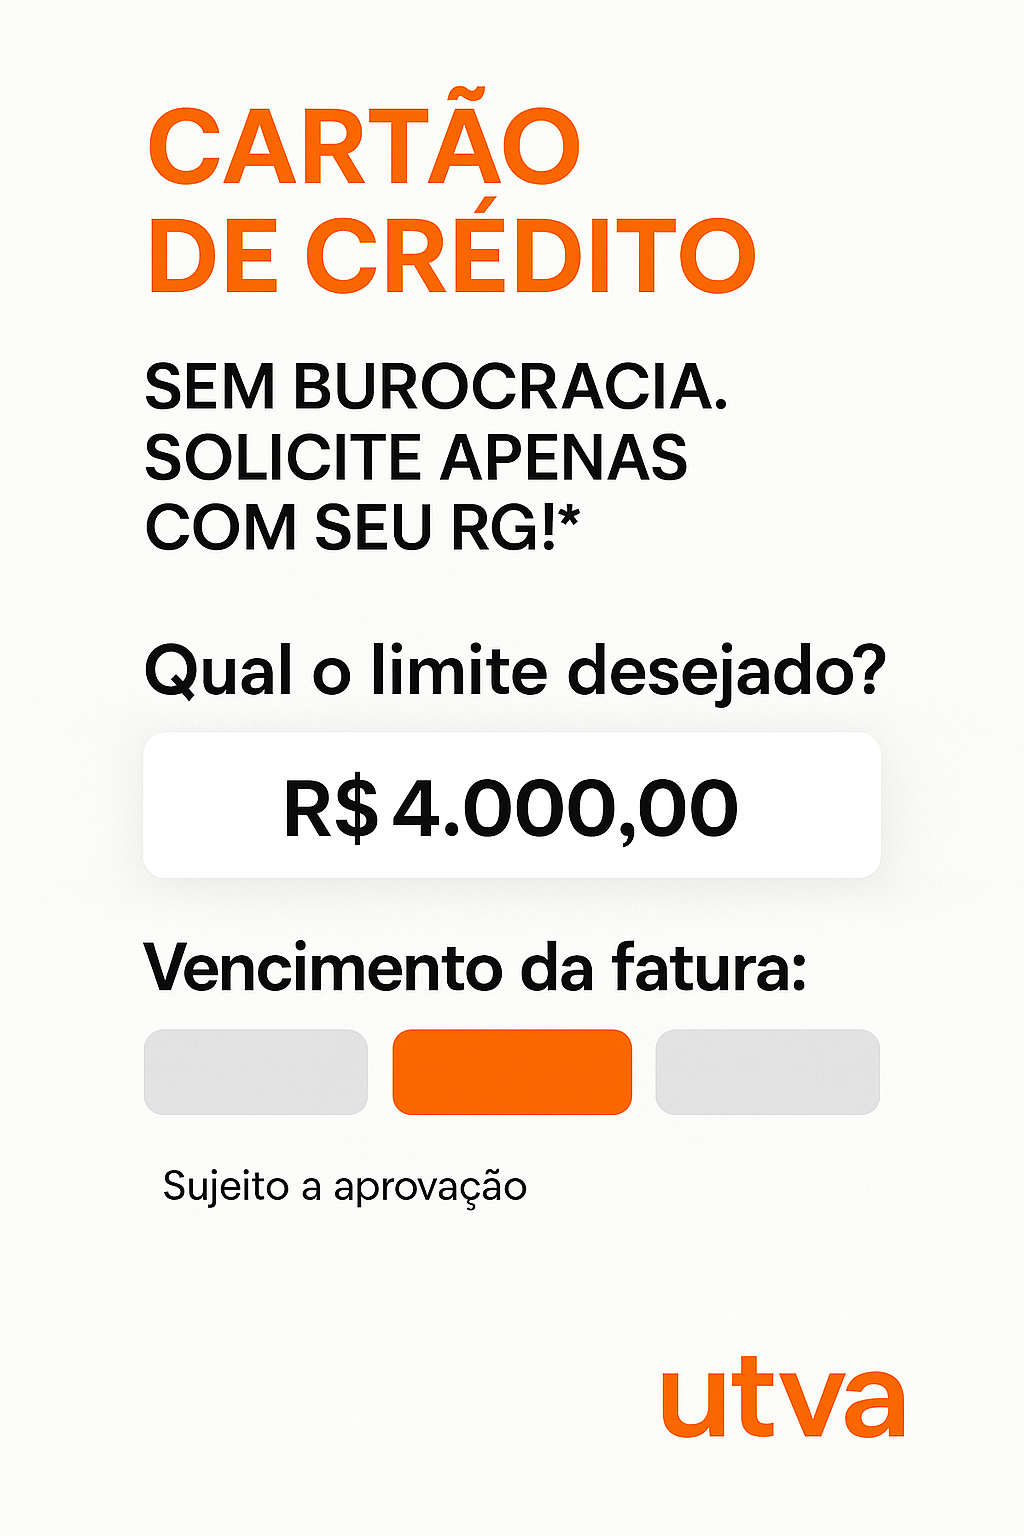 CARTÃO
DE CRÉDITO
SEM BUROCRACIA.
SOLICITE APENAS
COM SEU RG!*
Qual o limite desejado?
R$ 4.000,00
Vencimento da fatura:
Sujeito a aprovação
utva